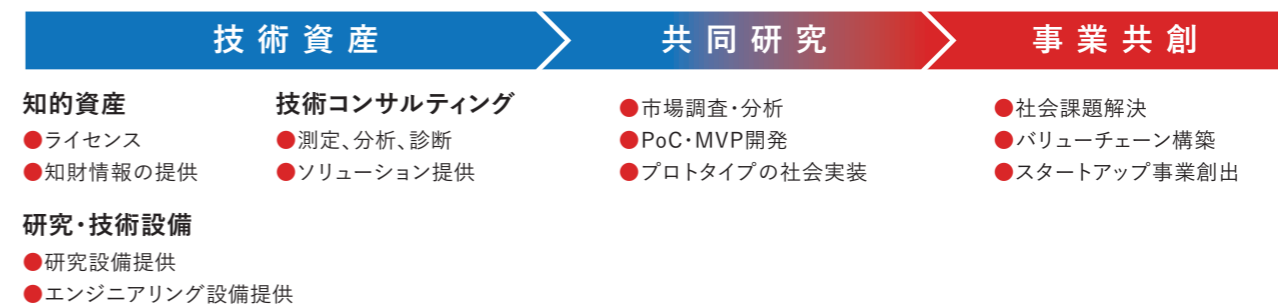 技術資産
共同研究
事業共創
知的資産
●ライセンス
●知財情報の提供
技術コンサルティング
●測定、分析、診断
●ソリューション提供
研究・技術設備
●研究設備提供
●エンジニアリング設備提供
●市場調査・分析
●PoC・MVP開発
●プロトタイプの社会実装
●社会課題解決
●バリューチェーン構築
●スタートアップ事業創出